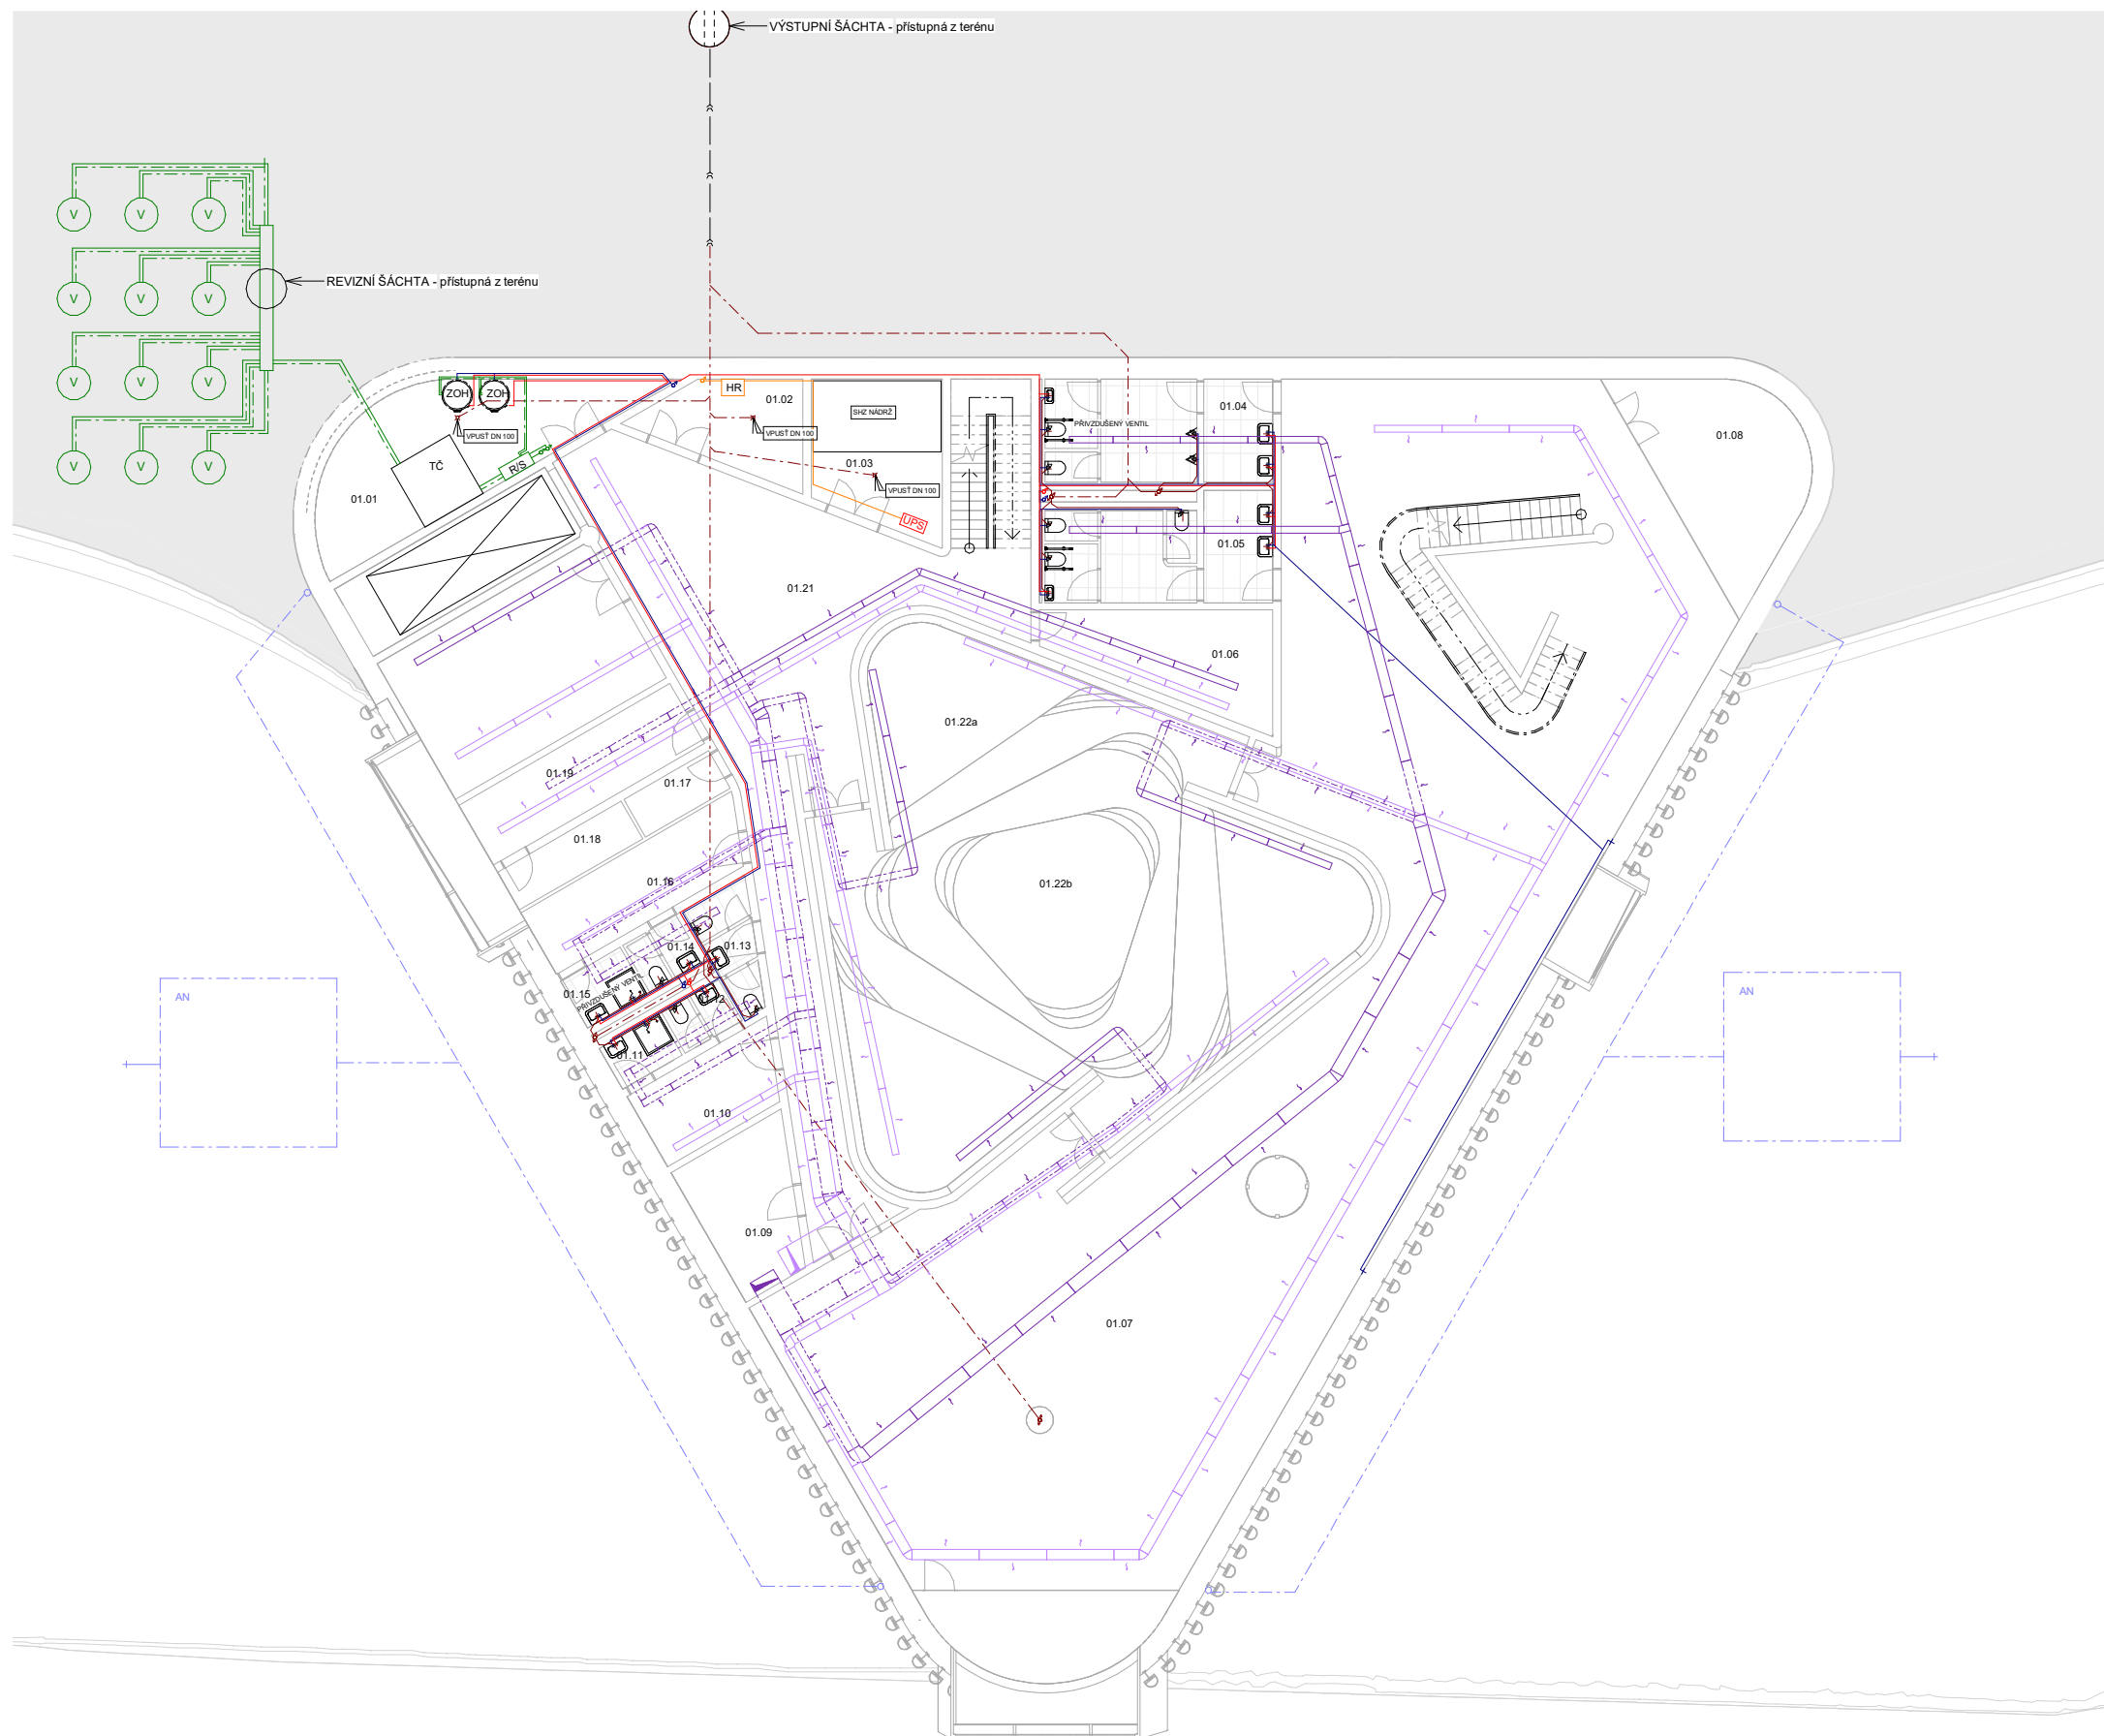 VÝSTUPNÍ ŠÁCHTA - přístupná z terénu
V V V
REVIZNÍ ŠÁCHTA - přístupná z terénu
V V V
V V V
V V V
ZOH ZOH
VPUSŤ DN 100
TČ
R/S
01.01
HR
01.02
VPUSŤ DN 100
SHZ NÁDRŽ
01.03
VPUSŤ DN 100
UPS
PŘIVZDUŠENÝ VENTIL
01.04
01.05
01.08
01.21
01.06
01.22a
01.19
01.17
01.18
01.16
01.22b
01.14
01.13
01.15
PŘIVZDUŠENÝ VENTIL
12
01.11
AN
AN
01.10
01.09
01.07